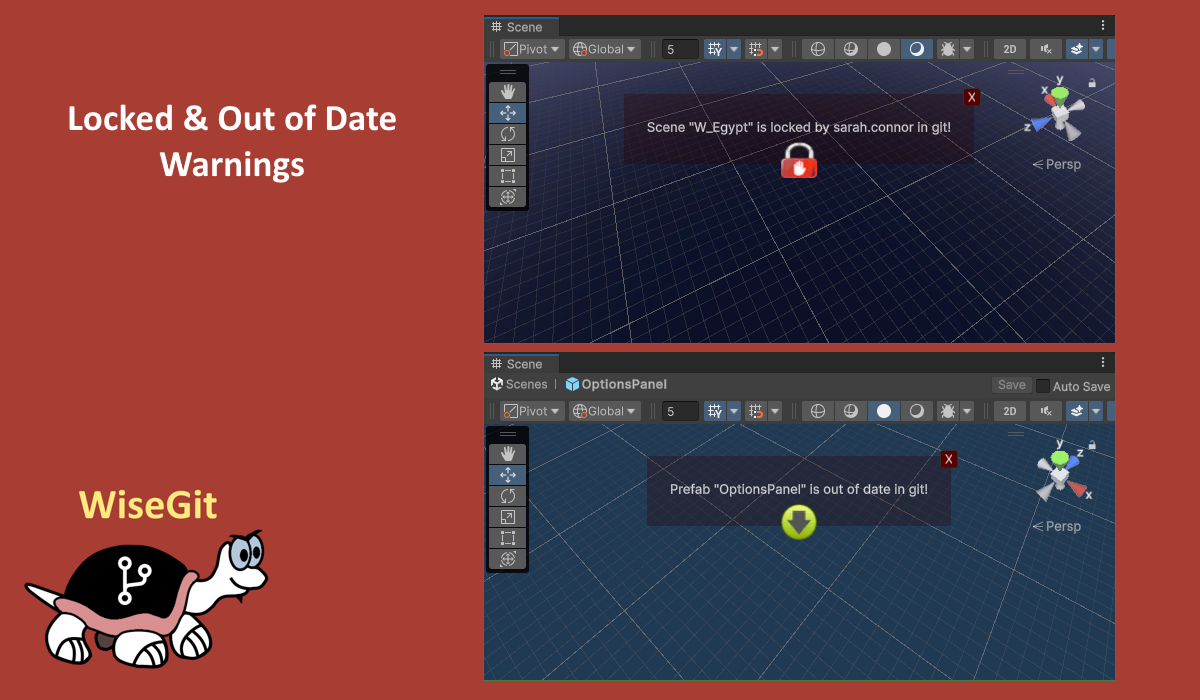 Locked & Out of Date
Warnings
WiseGit
Scene
Pivot
Global
5
2D
Scene "W_Egypt" is locked by sarah.connor in git!
X
y
x
z
Persp
Scene
Scenes
OptionsPanel
Save
Auto Save
Pivot
Global
5
2D
Prefab "OptionsPanel" is out of date in git!
X
y
z
x
Persp